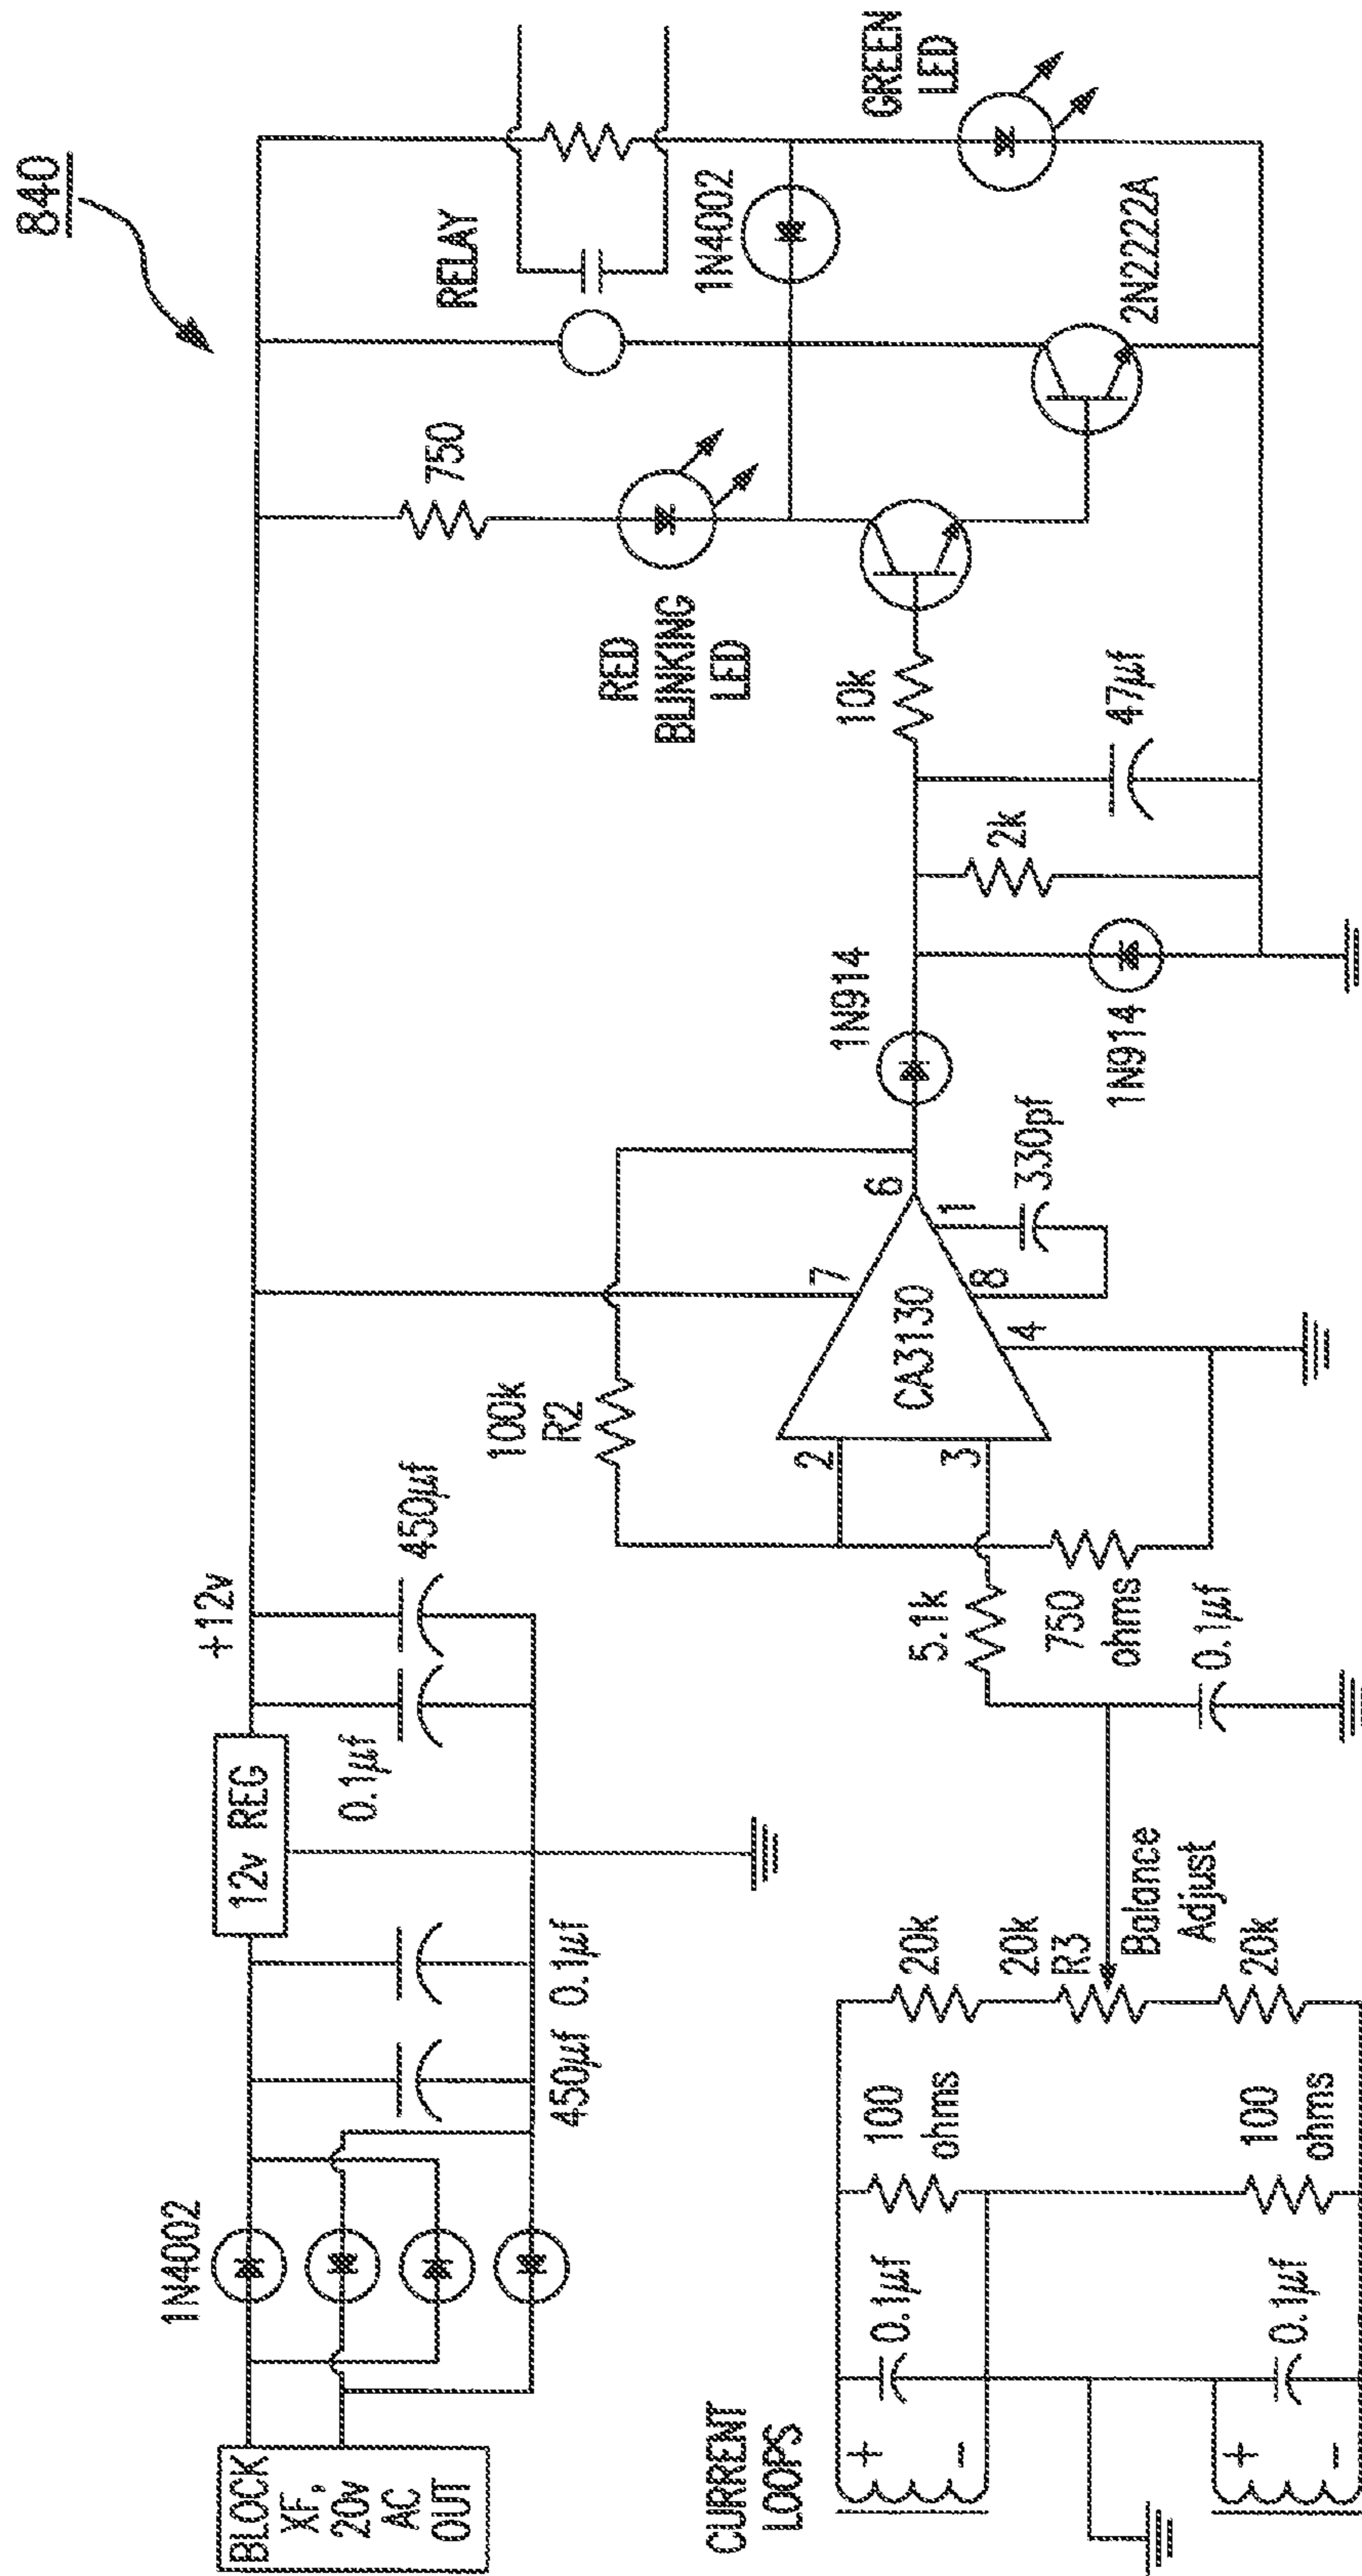 840
BLOCK
XF,
20v
AC
OUT
1N4002
450µf
0.1µf
12v REG
0.1µf
+12v
450µf
RELAY
750
RED
BLINKING
LED
1N4002
GREEN
LED
2N2222A
100k
R2
2
3
7
6
CA3130
1
8
4
330pf
1N914
1N914
2k
10k
47µf
CURRENT
LOOPS
+
-
+
-
0.1µf
0.1µf
100
ohms
100
ohms
20k
20k
R3
20k
Balance
Adjust
5.1k
750
ohms
0.1µf